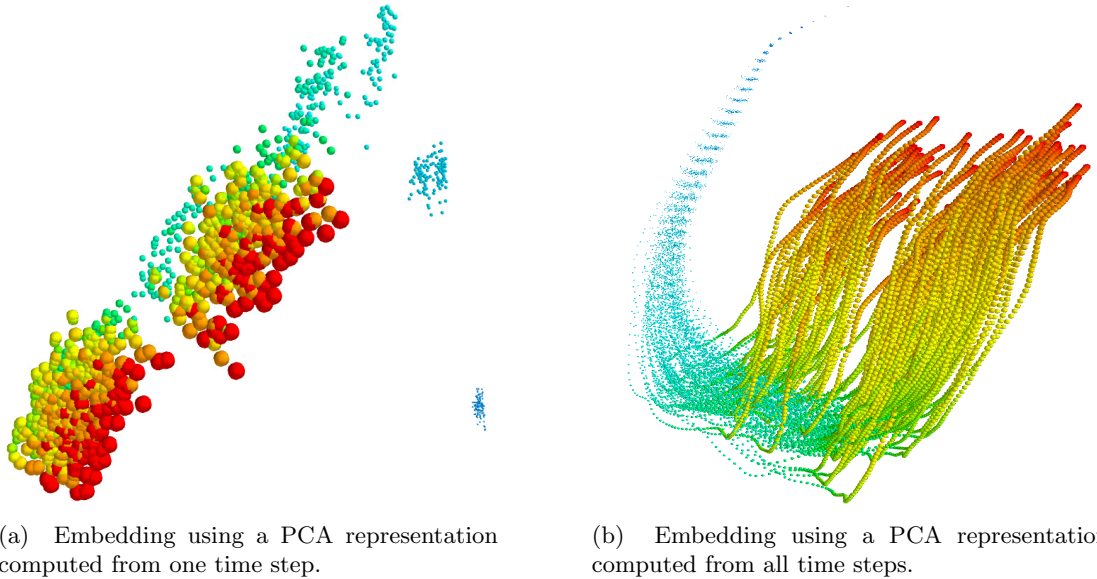 (a) Embedding using a PCA representation
computed from one time step.
(b) Embedding using a PCA representation
computed from all time steps.